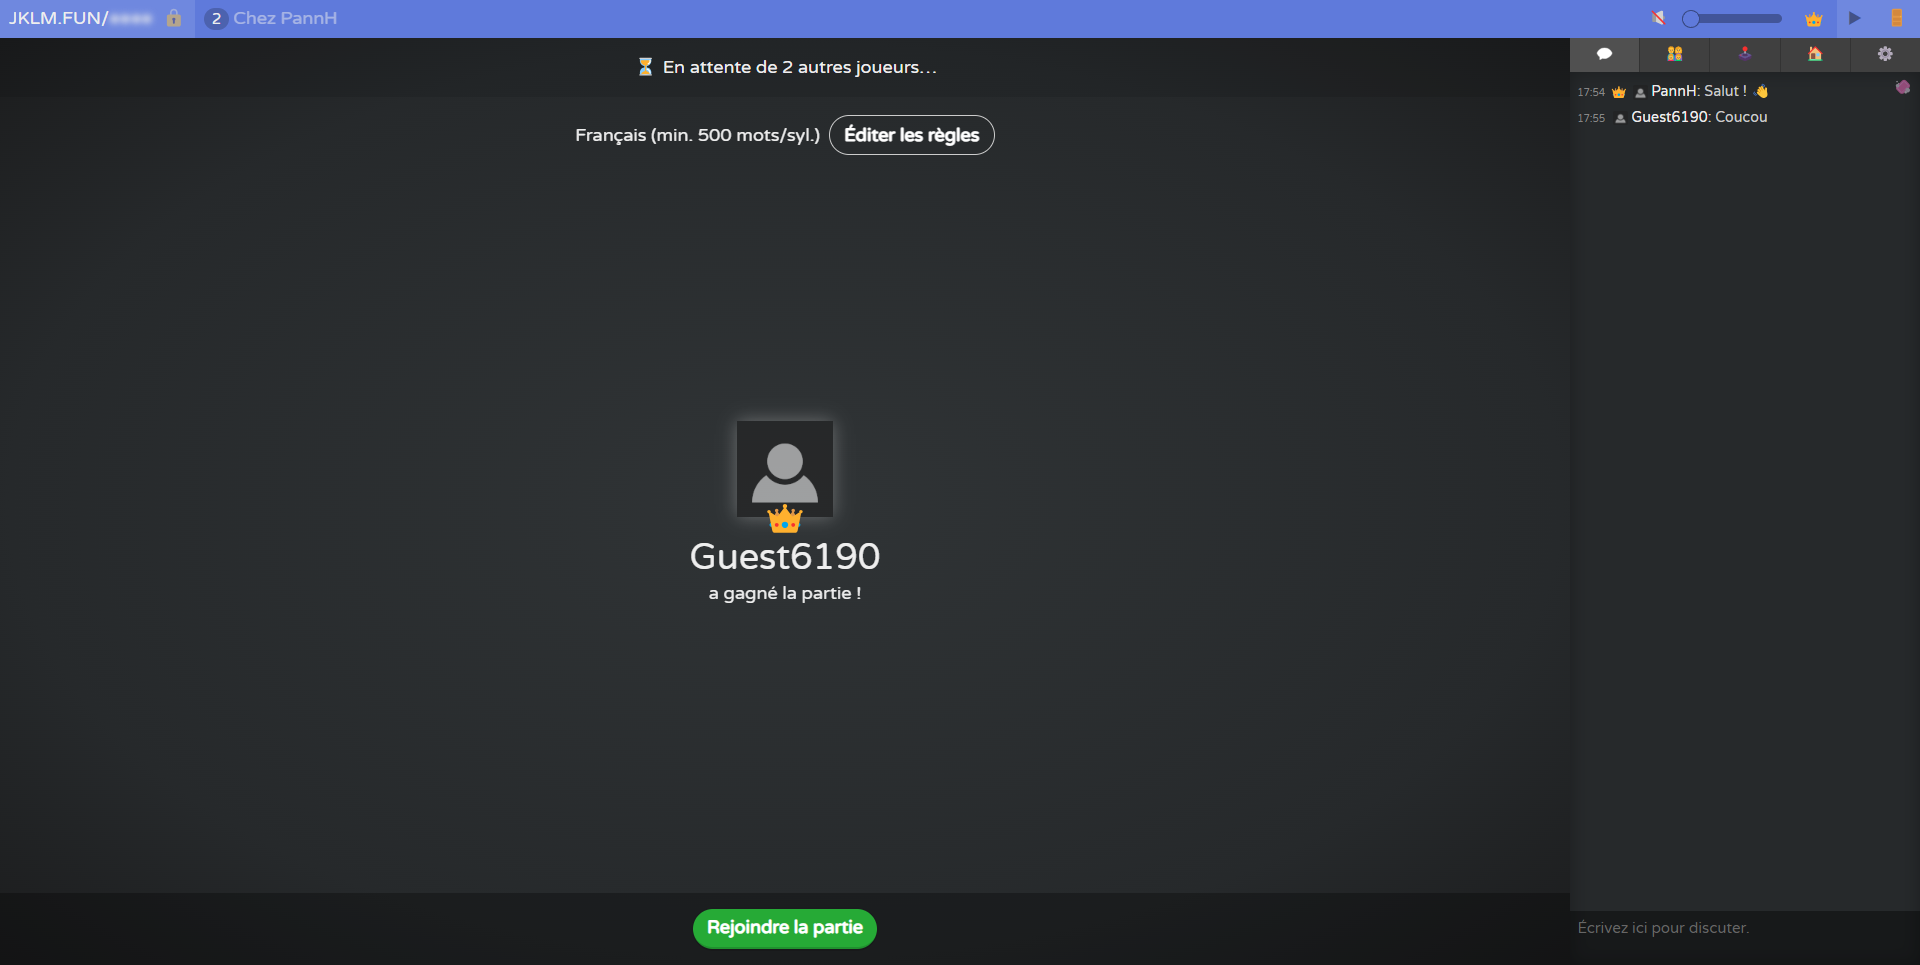 JKLM.FUN/
2 Chez PannH
En attente de 2 autres joueurs…
Français (min. 500 mots/syl.) Éditer les règles
Guest6190
a gagné la partie !
Rejoindre la partie
17:54 PannH: Salut !
17:55 Guest6190: Coucou
Écrivez ici pour discuter.